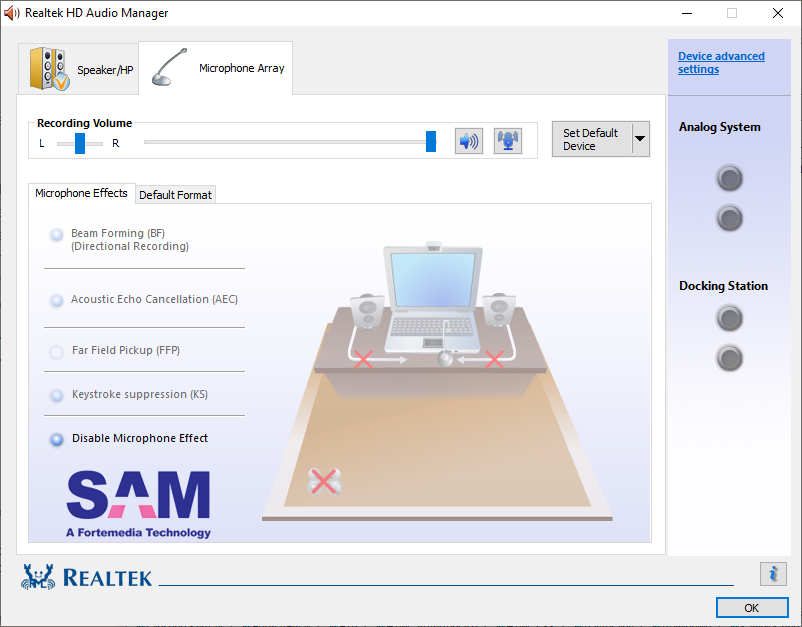 Realtek HD Audio Manager
Speaker/HP
Microphone Array
Device advanced
settings
Recording Volume
L
R
Set Default
Device
Analog System
Microphone Effects
Default Format
Beam Forming (BF)
(Directional Recording)
Acoustic Echo Cancellation (AEC)
Far Field Pickup (FFP)
Keystroke suppression (KS)
Disable Microphone Effect
Docking Station
SAM
A Fortemedia Technology
REALTEK
i
OK